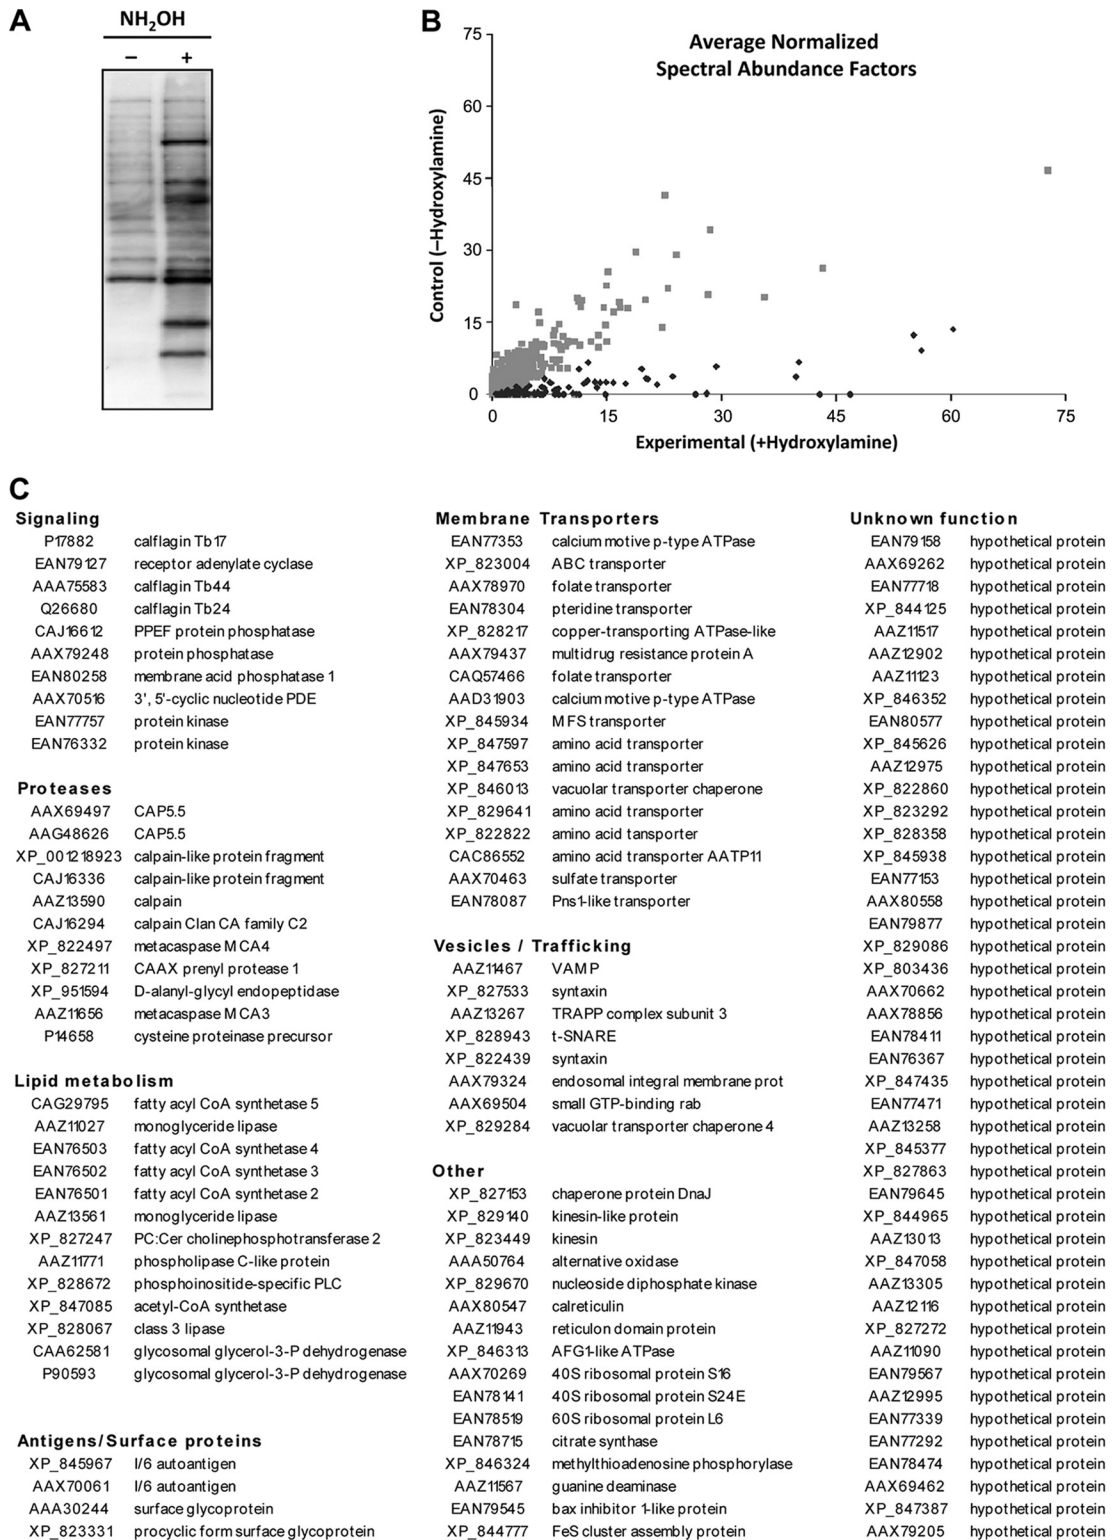 A
NH2OH
– +
B
Average Normalized
Spectral Abundance Factors
75
60
45
30
15
0
Control (–Hydroxylamine)
0 15 30 45 60 75
Experimental (+Hydroxylamine)
C
Signaling
P17882 calflagin Tb17
EAN79127 receptor adenylate cyclase
AAA75583 calflagin Tb44
Q26680 calflagin Tb24
CAJ16612 PPEF protein phosphatase
AAX79248 protein phosphatase
EAN80258 membrane acid phosphatase 1
AAX70516 3', 5'-cyclic nucleotide PDE
EAN77757 protein kinase
EAN76332 protein kinase
Proteases
AAX69497 CAP5.5
AAG48626 CAP5.5
XP_001218923 calpain-like protein fragment
CAJ16336 calpain-like protein fragment
AAZ13590 calpain
CAJ16294 calpain Clan CA family C2
XP_822497 metacaspase MCA4
XP_827211 CAAX prenyl protease 1
XP_951594 D-alanyl-glycyl endopeptidase
AAZ11656 metacaspase MCA3
P14658 cysteine proteinase precursor
Lipid metabolism
CAG29795 fatty acyl CoA synthetase 5
AAZ11027 monoglyceride lipase
EAN76503 fatty acyl CoA synthetase 4
EAN76502 fatty acyl CoA synthetase 3
EAN76501 fatty acyl CoA synthetase 2
AAZ13561 monoglyceride lipase
XP_827247 PC:Cer cholinephosphotransferase 2
AAZ11771 phospholipase C-like protein
XP_828672 phosphoinositide-specific PLC
XP_847085 acetyl-CoA synthetase
XP_828067 class 3 lipase
CAA62581 glycosomal glycerol-3-P dehydrogenase
P90593 glycosomal glycerol-3-P dehydrogenase
Antigens/Surface proteins
XP_845967 I/6 autoantigen
AAX70061 I/6 autoantigen
AAA30244 surface glycoprotein
XP_823331 procyclic form surface glycoprotein
Membrane Transporters
EAN77353 calcium motive p-type ATPase
XP_823004 ABC transporter
AAX78970 folate transporter
EAN78304 pteridine transporter
XP_828217 copper-transporting ATPase-like
AAX79437 multidrug resistance protein A
CAQ57466 folate transporter
AAD31903 calcium motive p-type ATPase
XP_845934 MFS transporter
XP_847597 amino acid transporter
XP_847653 amino acid transporter
XP_846013 vacuolar transporter chaperone
XP_829641 amino acid transporter
XP_822822 amino acid tansporter
CAC86552 amino acid transporter AATP11
AAX70463 sulfate transporter
EAN78087 Pns1-like transporter
Vesicles / Trafficking
AAZ11467 VAMP
XP_827533 syntaxin
AAZ13267 TRAPP complex subunit 3
XP_828943 t-SNARE
XP_822439 syntaxin
AAX79324 endosomal integral membrane prot
AAX69504 small GTP-binding rab
XP_829284 vacuolar transporter chaperone 4
Other
XP_827153 chaperone protein DnaJ
XP_829140 kinesin-like protein
XP_823449 kinesin
AAA50764 alternative oxidase
XP_829670 nucleoside diphosphate kinase
AAX80547 calreticulin
AAZ11943 reticulon domain protein
XP_846313 AFG1-like ATPase
AAX70269 40S ribosomal protein S16
EAN78141 40S ribosomal protein S24E
EAN78519 60S ribosomal protein L6
EAN78715 citrate synthase
XP_846324 methylthioadenosine phosphorylase
AAZ11567 guanine deaminase
EAN79545 bax inhibitor 1-like protein
XP_844777 FeS cluster assembly protein
Unknown function
EAN79158 hypothetical protein
AAX69262 hypothetical protein
EAN77718 hypothetical protein
XP_844125 hypothetical protein
AAZ11517 hypothetical protein
AAZ12902 hypothetical protein
AAZ11123 hypothetical protein
XP_846352 hypothetical protein
EAN80577 hypothetical protein
XP_845626 hypothetical protein
AAZ12975 hypothetical protein
XP_822860 hypothetical protein
XP_823292 hypothetical protein
XP_828358 hypothetical protein
XP_845938 hypothetical protein
EAN77153 hypothetical protein
AAX80558 hypothetical protein
EAN79877 hypothetical protein
XP_829086 hypothetical protein
XP_803436 hypothetical protein
AAX70662 hypothetical protein
AAX78856 hypothetical protein
EAN78411 hypothetical protein
EAN76367 hypothetical protein
XP_847435 hypothetical protein
EAN77471 hypothetical protein
AAZ13258 hypothetical protein
XP_845377 hypothetical protein
XP_827863 hypothetical protein
EAN79645 hypothetical protein
XP_844965 hypothetical protein
AAZ13013 hypothetical protein
XP_847058 hypothetical protein
AAZ13305 hypothetical protein
AAZ12116 hypothetical protein
XP_827272 hypothetical protein
AAZ11090 hypothetical protein
EAN79567 hypothetical protein
AAZ12995 hypothetical protein
EAN77339 hypothetical protein
EAN77292 hypothetical protein
EAN78474 hypothetical protein
AAX69462 hypothetical protein
XP_847387 hypothetical protein
AAX79205 hypothetical protein